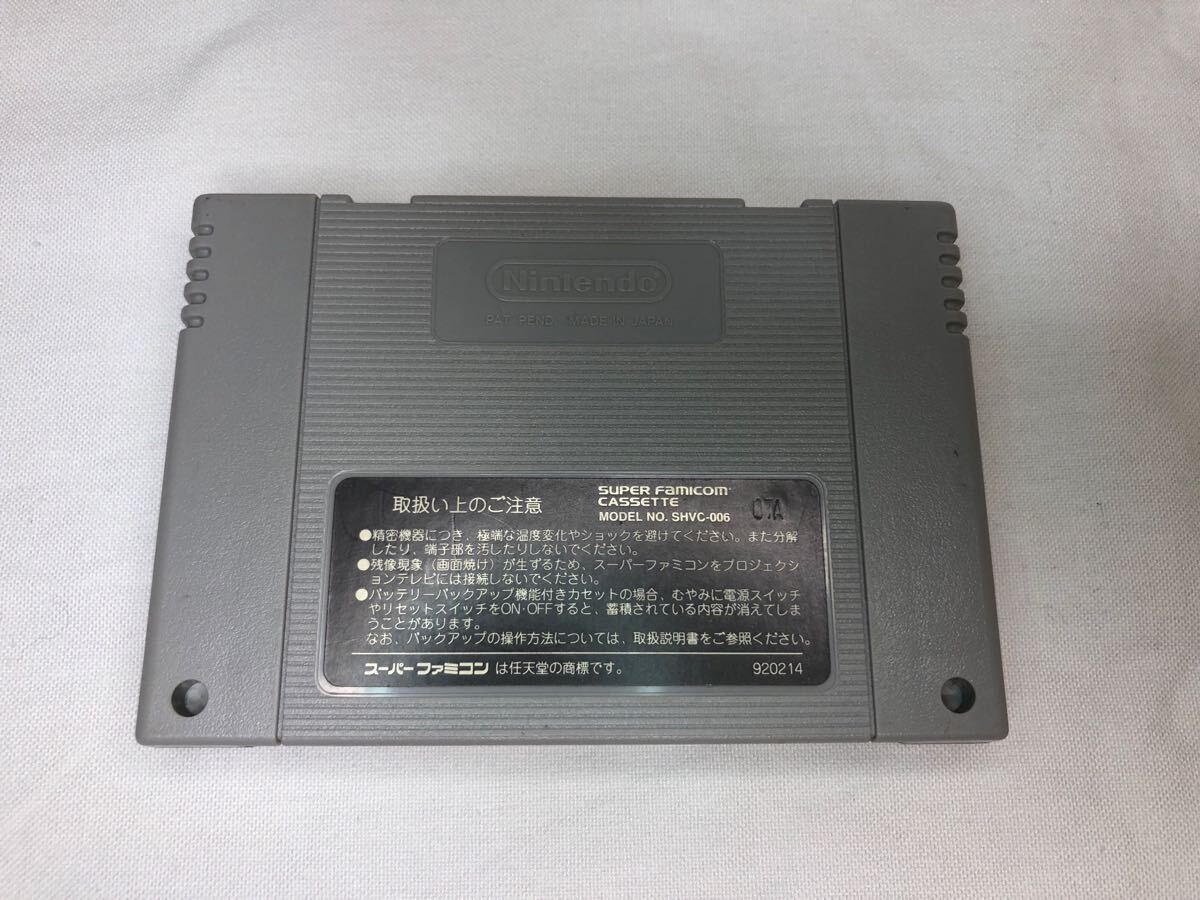 Nintendo
PAT. PEND. MADE IN JAPAN
取扱い上のご注意
SUPER FAMICOM
CASSETTE
MODEL NO. SHVC-006
07A
●精密機器につき、極端な温度変化やショックを避けてください。また分解
したり、端子部を汚したりしないでください。
●残像現象（画面焼け）が生ずるため、スーパーファミコンをプロジェクシ
ョンテレビには接続しないでください。
●バッテリーバックアップ機能付きカセットの場合、むやみに電源スイッチ
やリセットスイッチをON·OFFすると、蓄積されている内容が消えてしま
うことがあります。
なお、バックアップの操作方法については、取扱説明書をご参照ください。
スーパーファミコン は任天堂の商標です。
920214